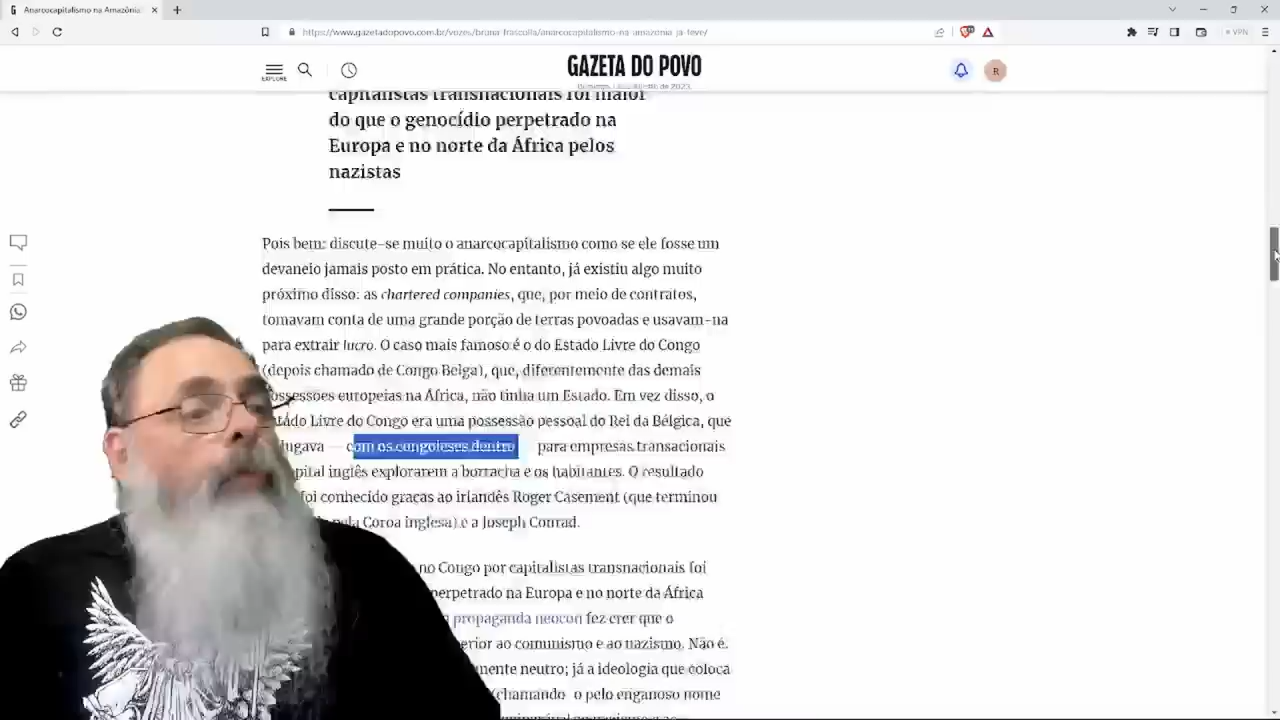 Anarcocapitalismo na Amazônia:
https://www.gazetadopovo.com.br/vozes/bruna-frascolla/anarcocapitalismo-na-amazonia-ja-teve/
VPN
EXPLORE
GAZETA DO POVO
R
capitalistas transnacionais foi maior
do que o genocídio perpetrado na
Europa e no norte da África pelos
nazistas
Pois bem: discute-se muito o anarcocapitalismo como se ele fosse um
devaneio jamais posto em prática. No entanto, já existiu algo muito
próximo disso: as chartered companies, que, por meio de contratos,
tomavam conta de uma grande porção de terras povoadas e usavam-na
para extrair lucro. O caso mais famoso é o do Estado Livre do Congo
(depois chamado de Congo Belga), que, diferentemente das demais
possessões europeias na África, não tinha um Estado. Em vez disso, o
Estado Livre do Congo era uma possessão pessoal do Rei da Bélgica, que
lugava — com os congoleses dentro — para empresas transacionais
pital inglês explorarem a borracha e os habitantes. O resultado
foi conhecido graças ao irlandês Roger Casement (que terminou
pela Coroa inglesa) e a Joseph Conrad.
no Congo por capitalistas transnacionais foi
perpetrado na Europa e no norte da África
propaganda neocon fez crer que o
erior ao comunismo e ao nazismo. Não é.
mente neutro; já a ideologia que coloca
(chamando-o pelo enganoso nome